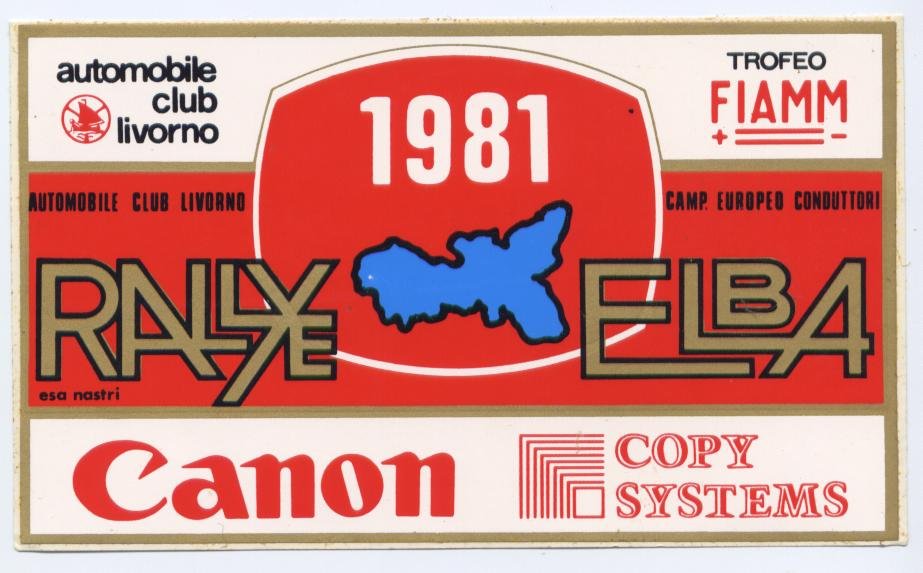 automobile
club
livorno
TROFEO
FIAMM
+ -
1981
AUTOMOBILE CLUB LIVORNO
CAMP. EUROPEO CONDUTTORI
RALLYE
ELBA
esa nastri
Canon
COPY
SYSTEMS